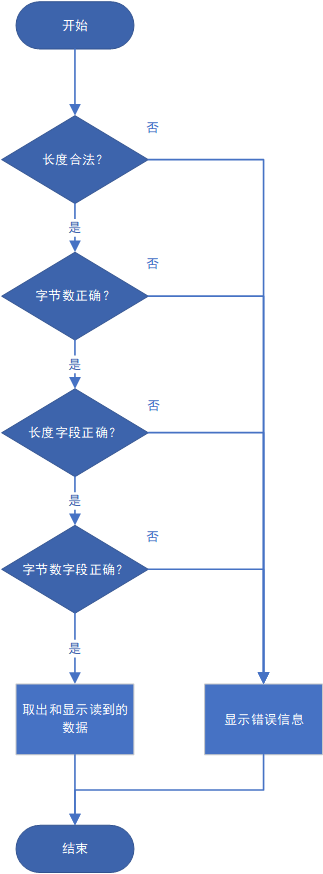 开始
否
长度合法？
是
否
字节数正确？
是
否
长度字段正确？
是
否
字节数字段正确？
是
取出和显示读到的
数据
显示错误信息
结束